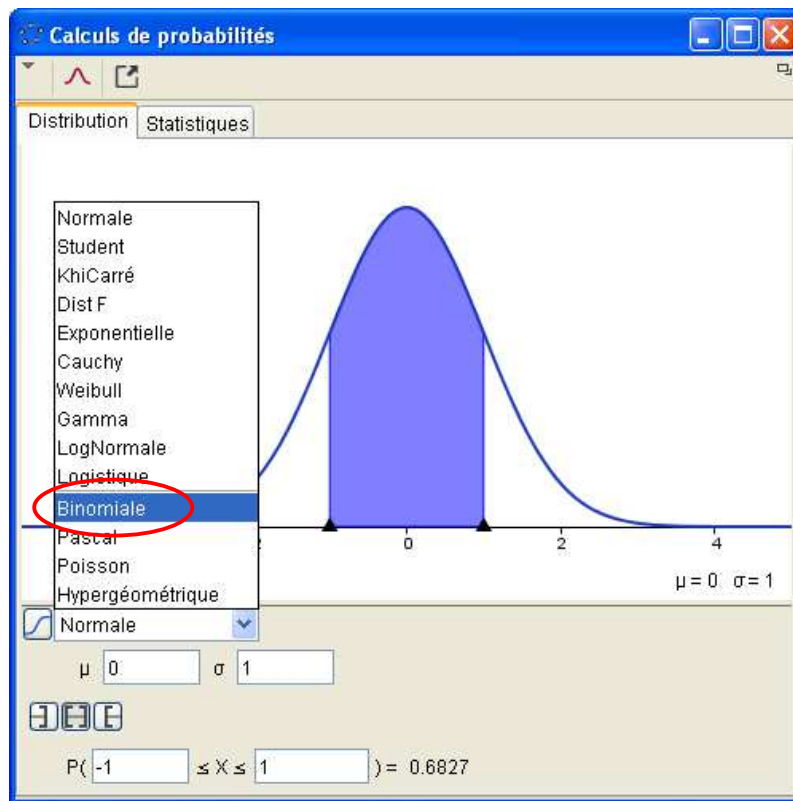 Calculs de probabilités
Distribution Statistiques
Normale
Student
KhiCarré
Dist F
Exponentielle
Cauchy
Weibull
Gamma
LogNormale
Logistique
Binomiale
Pascal
Poisson
Hypergéométrique
0 2 4
μ = 0 σ = 1
Normale
μ 0 σ 1
P( -1 ≤ X ≤ 1 ) = 0.6827